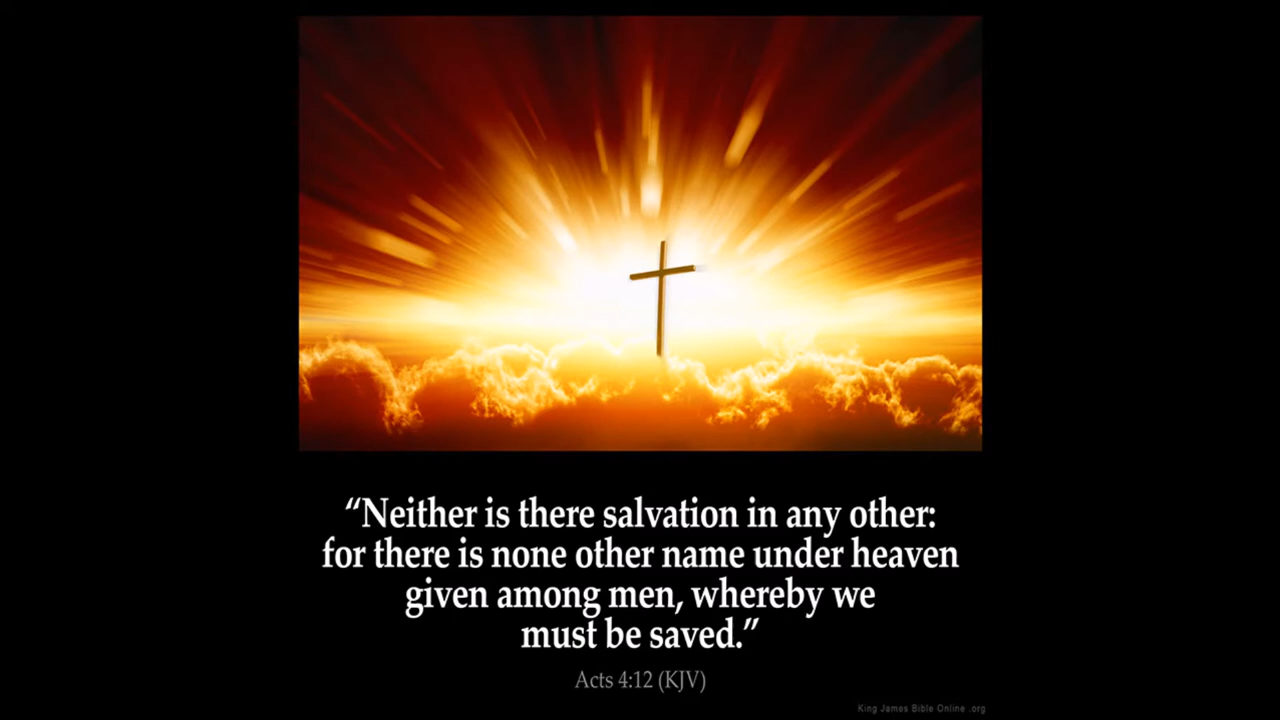 “Neither is there salvation in any other:
for there is none other name under heaven
given among men, whereby we
must be saved.”
Acts 4:12 (KJV)
King James Bible Online .org